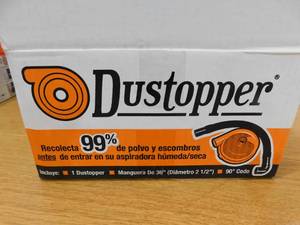 Dustopper®
Recolecta 99% de polvo y escombros
antes de entrar en su aspiradora húmeda/seca
Incluye: ■ 1 Dustopper ■ Manguera De 36" (Diámetro 2 1/2") ■ 90° Codo